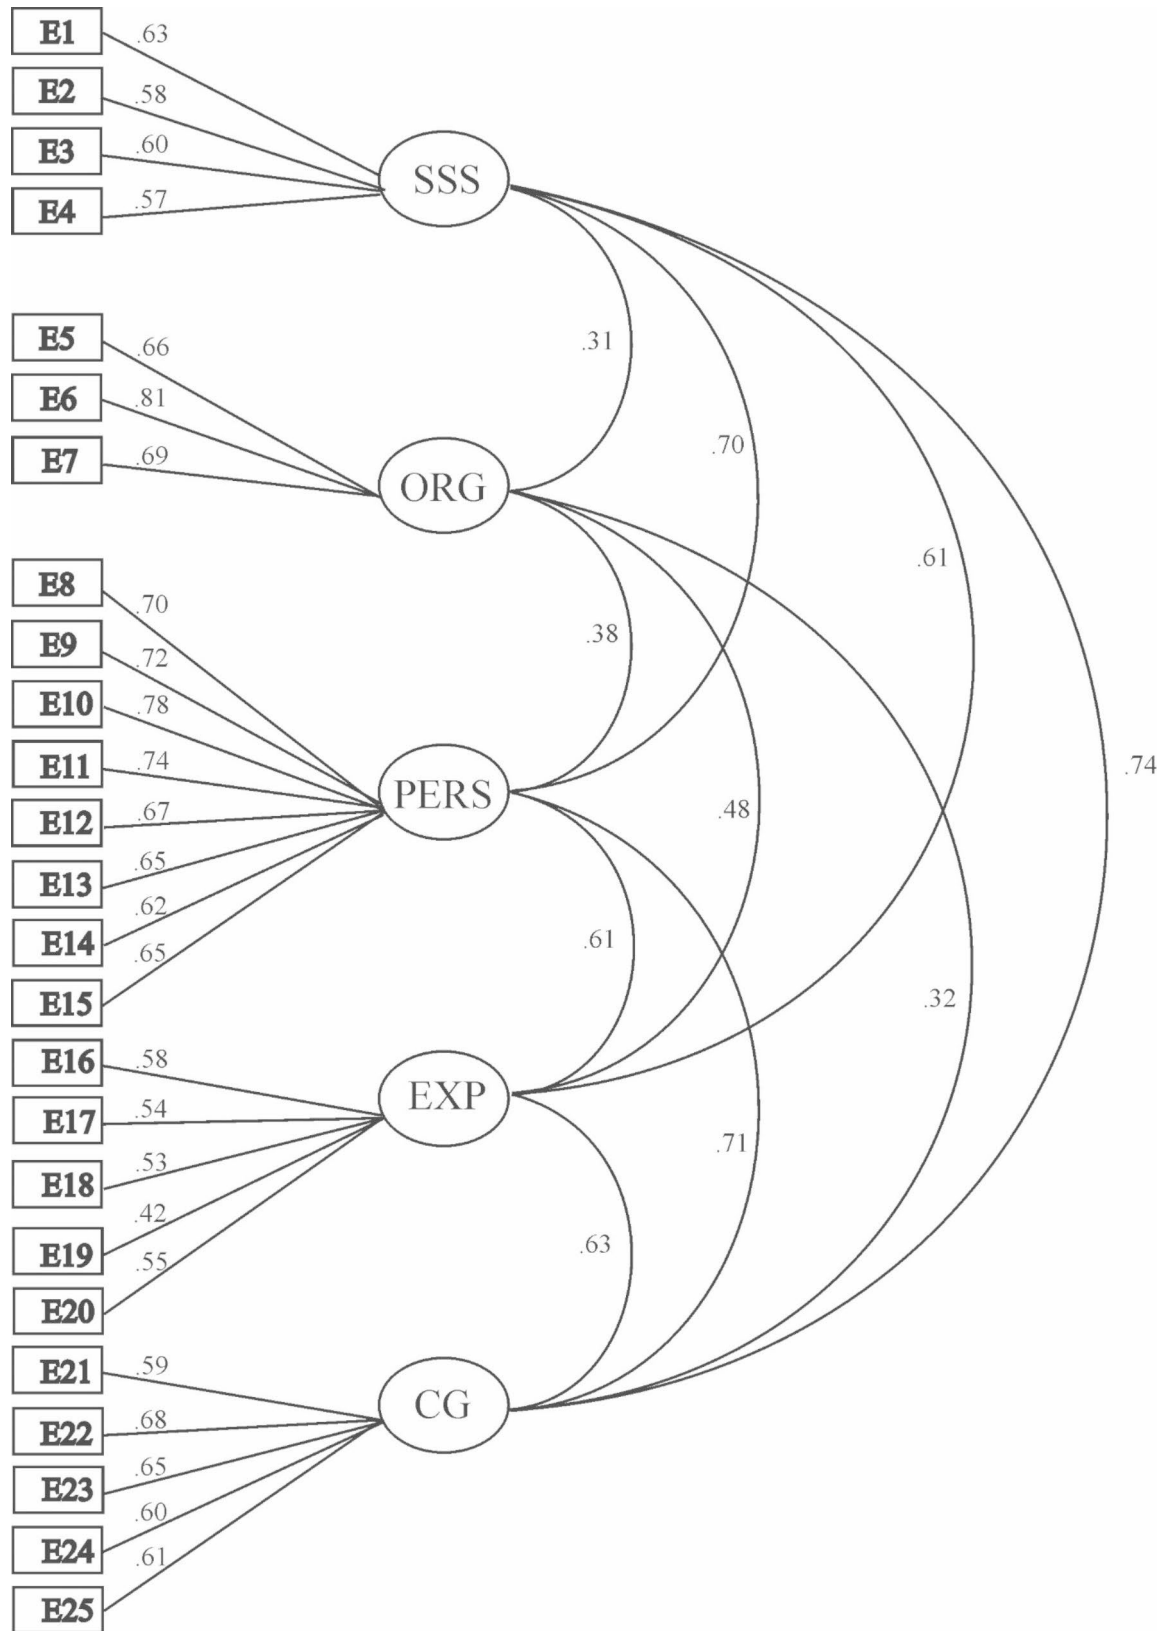 E1 .63
E2 .58
E3 .60
E4 .57
SSS
E5 .66
E6 .81
E7 .69
ORG
E8 .70
E9 .72
E10 .78
E11 .74
E12 .67
E13 .65
E14 .62
E15 .65
PERS
E16 .58
E17 .54
E18 .53
E19 .42
E20 .55
EXP
E21 .59
E22 .68
E23 .65
E24 .60
E25 .61
CG
.31
.70
.61
.38
.74
.48
.61
.32
.71
.63